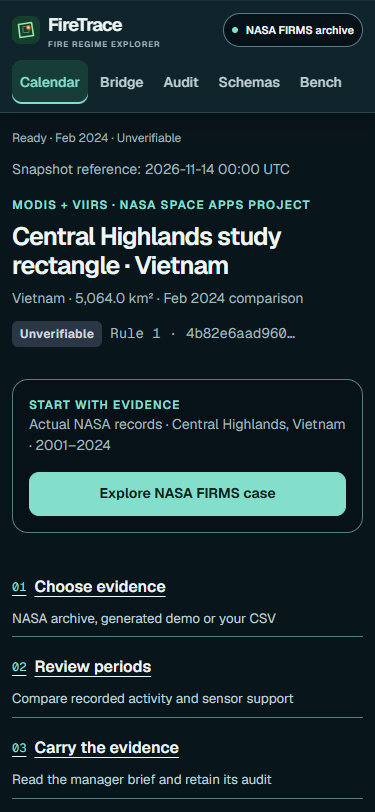 FireTrace
FIRE REGIME EXPLORER
NASA FIRMS archive
Calendar Bridge Audit Schemas Bench
Ready · Feb 2024 · Unverifiable
Snapshot reference: 2026-11-14 00:00 UTC
MODIS + VIIRS · NASA SPACE APPS PROJECT
Central Highlands study
rectangle · Vietnam
Vietnam · 5,064.0 km² · Feb 2024 comparison
Unverifiable Rule 1 · 4b82e6aad960…
START WITH EVIDENCE
Actual NASA records · Central Highlands, Vietnam
· 2001–2024
Explore NASA FIRMS case
01 Choose evidence
NASA archive, generated demo or your CSV
02 Review periods
Compare recorded activity and sensor support
03 Carry the evidence
Read the manager brief and retain its audit